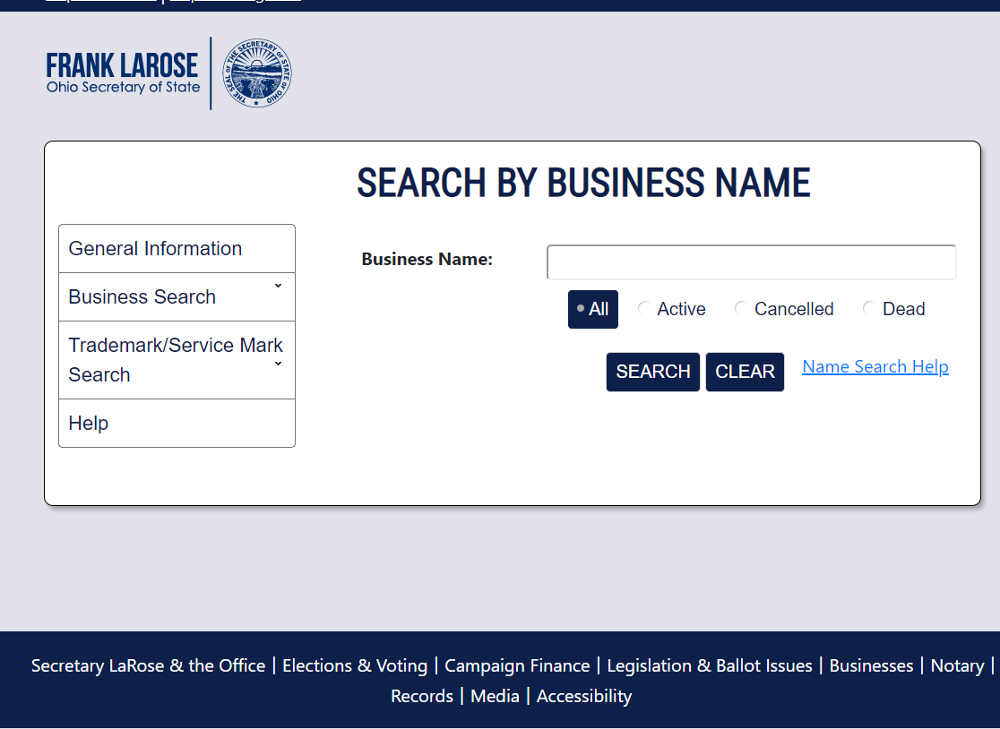 FRANK LAROSE
Ohio Secretary of State
THE SEAL OF THE SECRETARY OF STATE OF OHIO
SEARCH BY BUSINESS NAME
General Information
Business Search
Trademark/Service Mark
Search
Help
Business Name:
All Active Cancelled Dead
SEARCH CLEAR Name Search Help
Secretary LaRose & the Office | Elections & Voting | Campaign Finance | Legislation & Ballot Issues | Businesses | Notary |
Records | Media | Accessibility